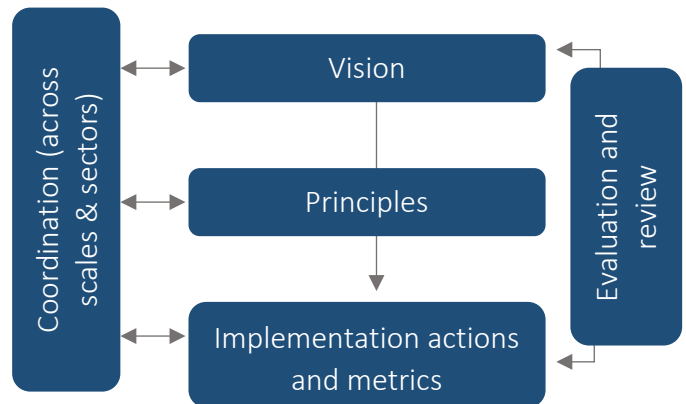 Coordination (across
scales & sectors)
Vision
Principles
Implementation actions
and metrics
Evaluation and
review